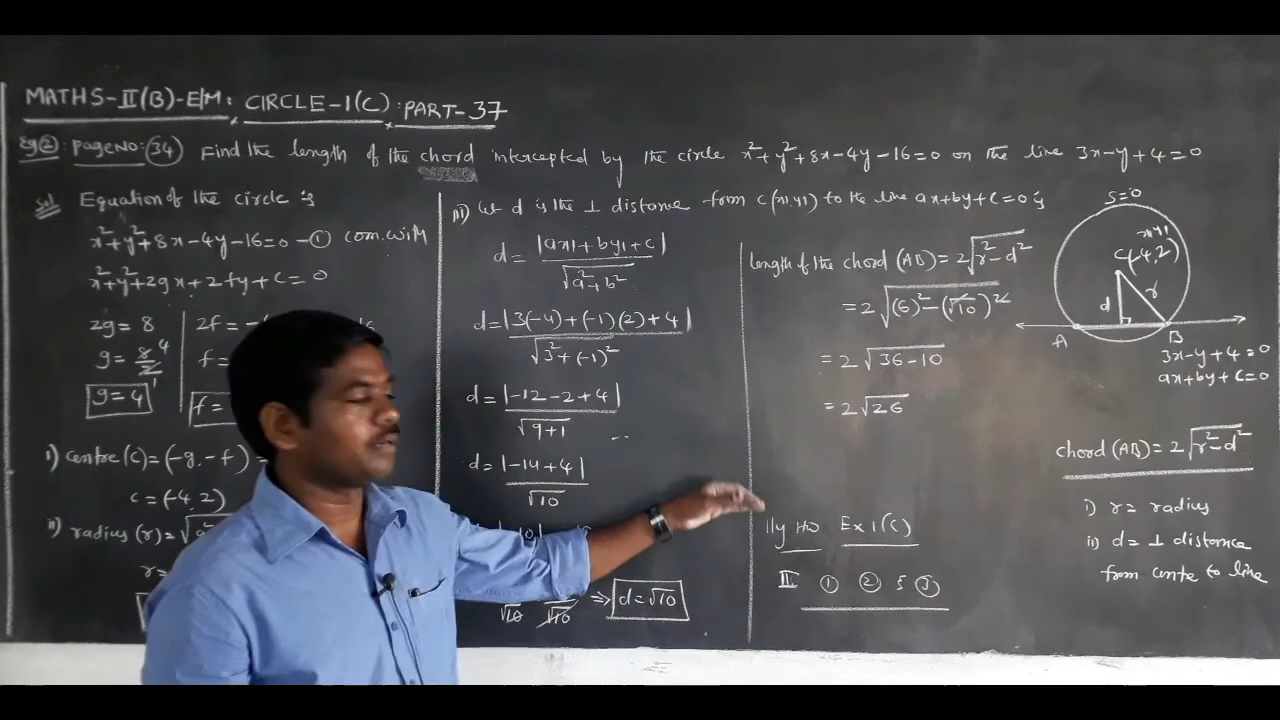 MATHS-II(B)-E/M: CIRCLE-1(C): PART-37
Eg②: pageNO: 34 Find the length of the chord intercepted by the circle x²+y²+8x-4y-16=0 on the line 3x-y+4=0
Sol Equation of the circle is
x²+y²+8x-4y-16=0 -① com.with
x²+y²+2gx+2fy+c=0
2g=8
g=8/2 4
1
g=4
2f=-
f=
f=
i) centre(C)=(-g,-f)=
c=(-4,2)
ii) radius(r)=√
r=
iii) let d is the ⊥ distance from c(x1,y1) to the line ax+by+c=0 is
d=|ax1+by1+c|/√a²+b²
d=|3(-4)+(-1)(2)+4|/√3²+(-1)²
d=|-12-2+4|/√9+1
d=|-14+4|/√10
√10 √10 ⇒ d=√10
length of the chord (AB)=2√r²-d²
=2√(6)²-(√10)²
=2√36-10
=2√26
lly HW Ex 1(C)
II ① ② 5 ③
S=0
x1,y1
C(-4,2)
d r
A B
3x-y+4=0
ax+by+c=0
chord (AB)=2√r²-d²
i) r=radius
ii) d=⊥ distance
from centre to line